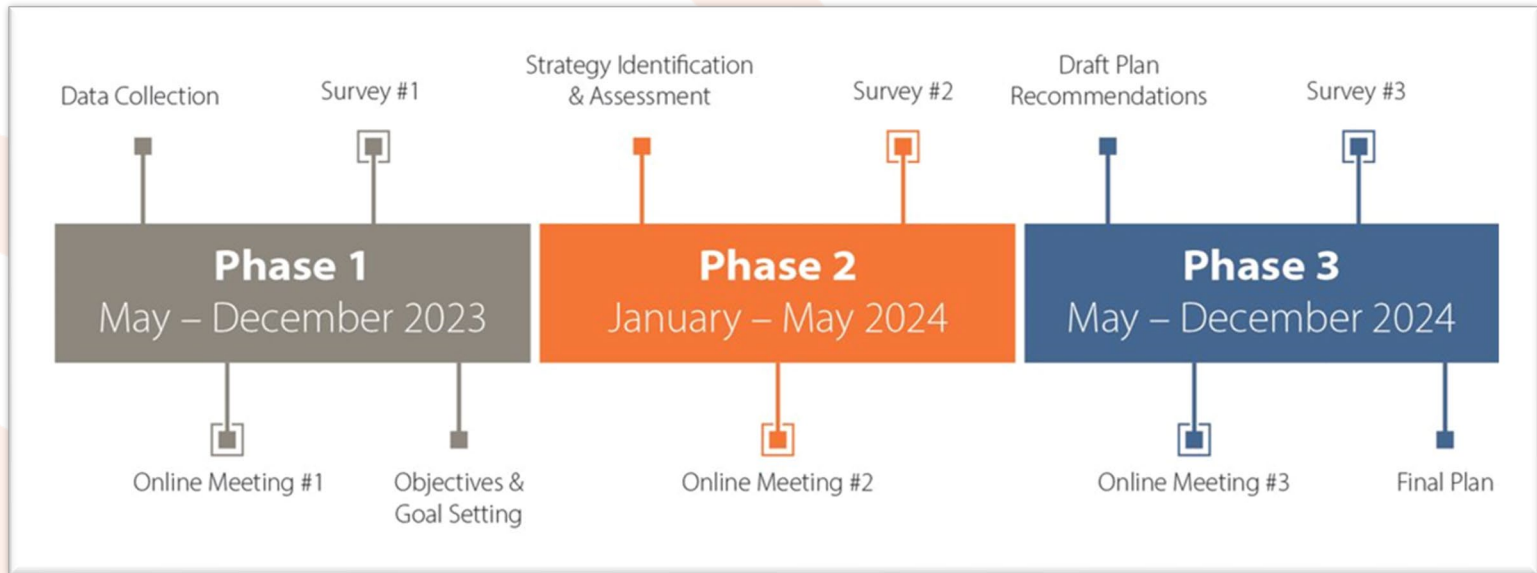 Data Collection
Survey #1
Strategy Identification
& Assessment
Survey #2
Draft Plan
Recommendations
Survey #3
Phase 1
May – December 2023
Phase 2
January – May 2024
Phase 3
May – December 2024
Online Meeting #1
Objectives &
Goal Setting
Online Meeting #2
Online Meeting #3
Final Plan